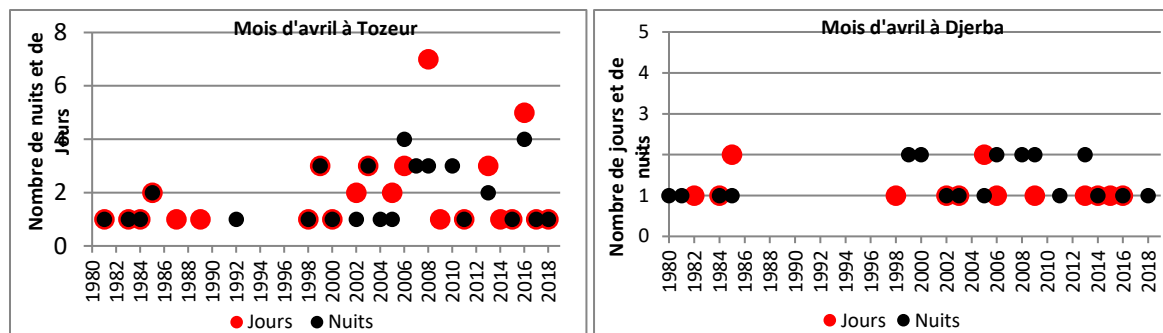 Mois d'avril à Tozeur
Nombre de nuits et de
Jours
8
6
4
2
0
1980 1982 1984 1986 1988 1990 1992 1994 1996 1998 2000 2002 2004 2006 2008 2010 2012 2014 2016 2018
Jours Nuits
Mois d'avril à Djerba
Nombre de jours et de
nuits
5
4
3
2
1
0
1980 1982 1984 1986 1988 1990 1992 1994 1996 1998 2000 2002 2004 2006 2008 2010 2012 2014 2016 2018
Jours Nuits